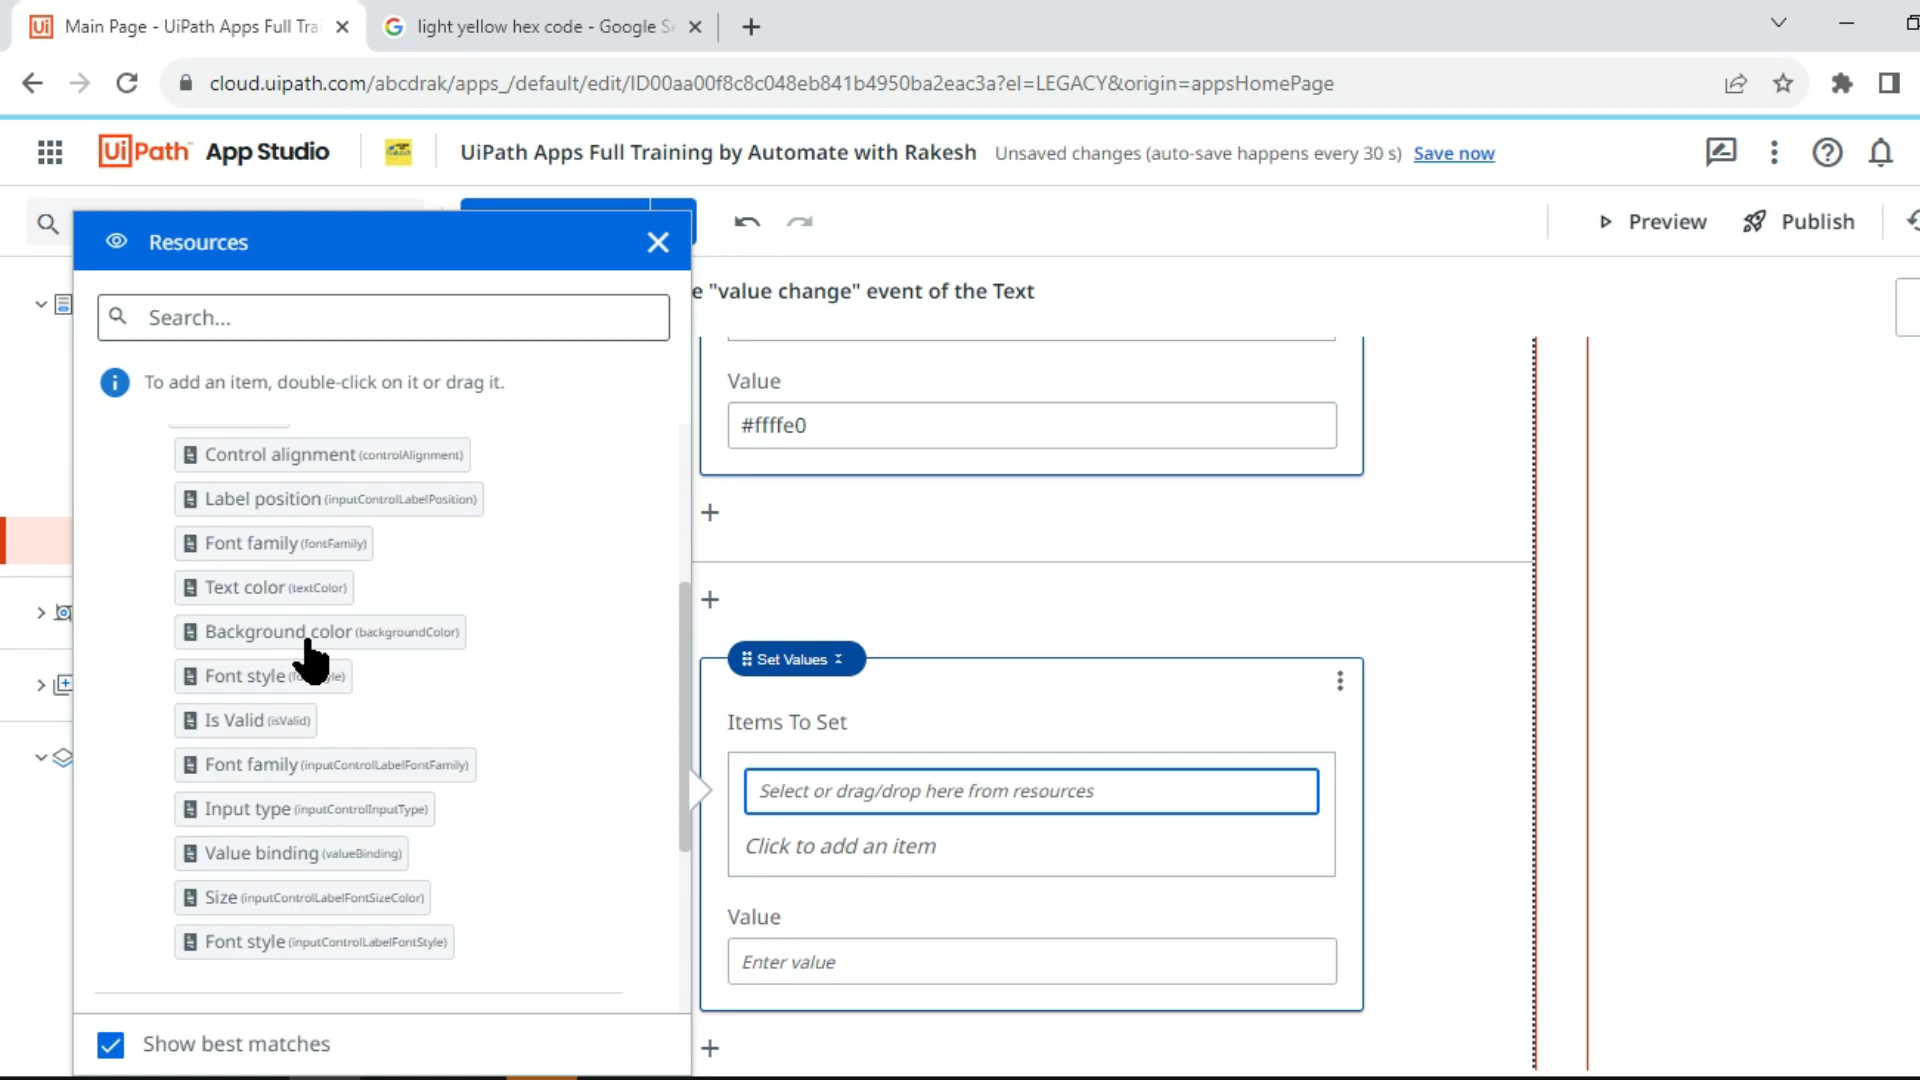 Main Page - UiPath Apps Full Trai
light yellow hex code - Google Se
cloud.uipath.com/abcdrak/apps_/default/edit/ID00aa00f8c8c048eb841b4950ba2eac3a?el=LEGACY&origin=appsHomePage
UiPath App Studio
UiPath Apps Full Training by Automate with Rakesh
Unsaved changes (auto-save happens every 30 s) Save now
Preview
Publish
Resources
e "value change" event of the Text
Search...
To add an item, double-click on it or drag it.
Value
#ffffe0
Control alignment (controlAlignment)
Label position (inputControlLabelPosition)
Font family (fontFamily)
Text color (textColor)
Background color (backgroundColor)
Font style
Is Valid (isValid)
Font family (inputControlLabelFontFamily)
Input type (inputControlInputType)
Value binding (valueBinding)
Size (inputControlLabelFontSizeColor)
Font style (inputControlLabelFontStyle)
Show best matches
Set Values
Items To Set
Select or drag/drop here from resources
Click to add an item
Value
Enter value